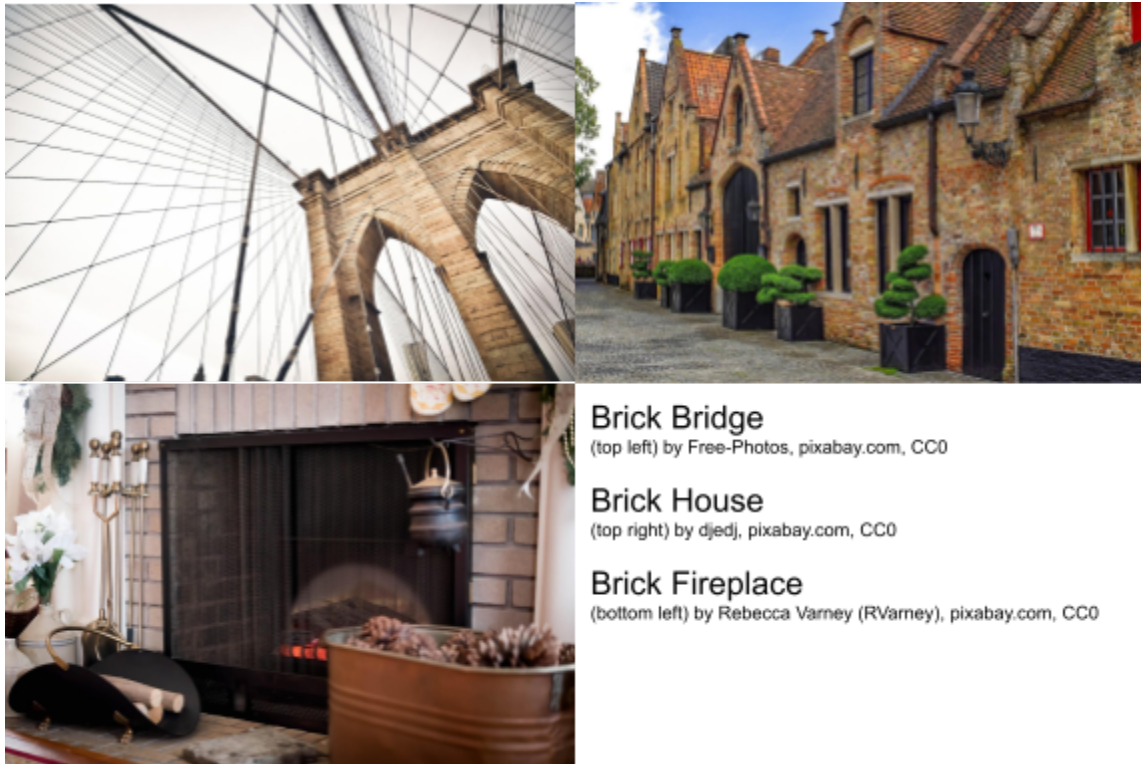 Brick Bridge
(top left) by Free-Photos, pixabay.com, CC0
Brick House
(top right) by djedj, pixabay.com, CC0
Brick Fireplace
(bottom left) by Rebecca Varney (RVarney), pixabay.com, CC0